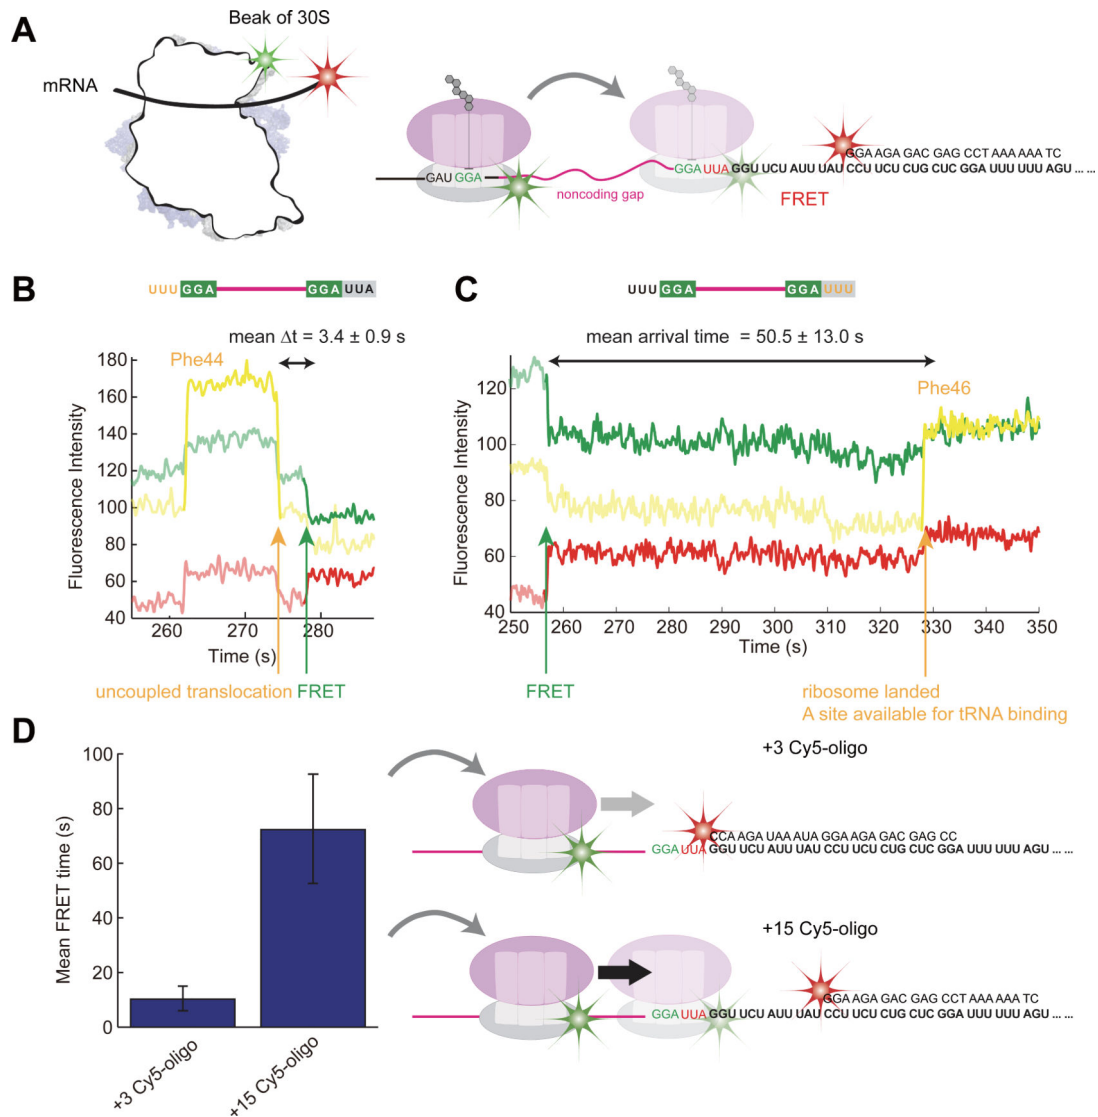 A
Beak of 30S
mRNA
GAU GGA
noncoding gap
GGA UUA GGU UCU AUU UAU CCU UCU CUG CUC GGA UUU UUU AGU ... ...
GGA AGA GAC GAG CCT AAA AAA TC
FRET
B
UUU GGA GGA UUA
mean Δt = 3.4 ± 0.9 s
Phe44
Fluorescence Intensity
180
160
140
120
100
80
60
40
260 270 280
Time (s)
uncoupled translocation FRET
C
UUU GGA GGA UUU
mean arrival time = 50.5 ± 13.0 s
Phe46
Fluorescence Intensity
120
100
80
60
40
250 260 270 280 290 300 310 320 330 340 350
Time (s)
FRET
ribosome landed
A site available for tRNA binding
D
Mean FRET time (s)
100
80
60
40
20
0
+3 Cy5-oligo
+15 Cy5-oligo
+3 Cy5-oligo
CCA AGA UAA AUA GGA AGA GAC GAG CC
GGA UUA GGU UCU AUU UAU CCU UCU CUG CUC GGA UUU UUU AGU ... ...
+15 Cy5-oligo
GGA AGA GAC GAG CCT AAA AAA TC
GGA UUA GGU UCU AUU UAU CCU UCU CUG CUC GGA UUU UUU AGU ... ...